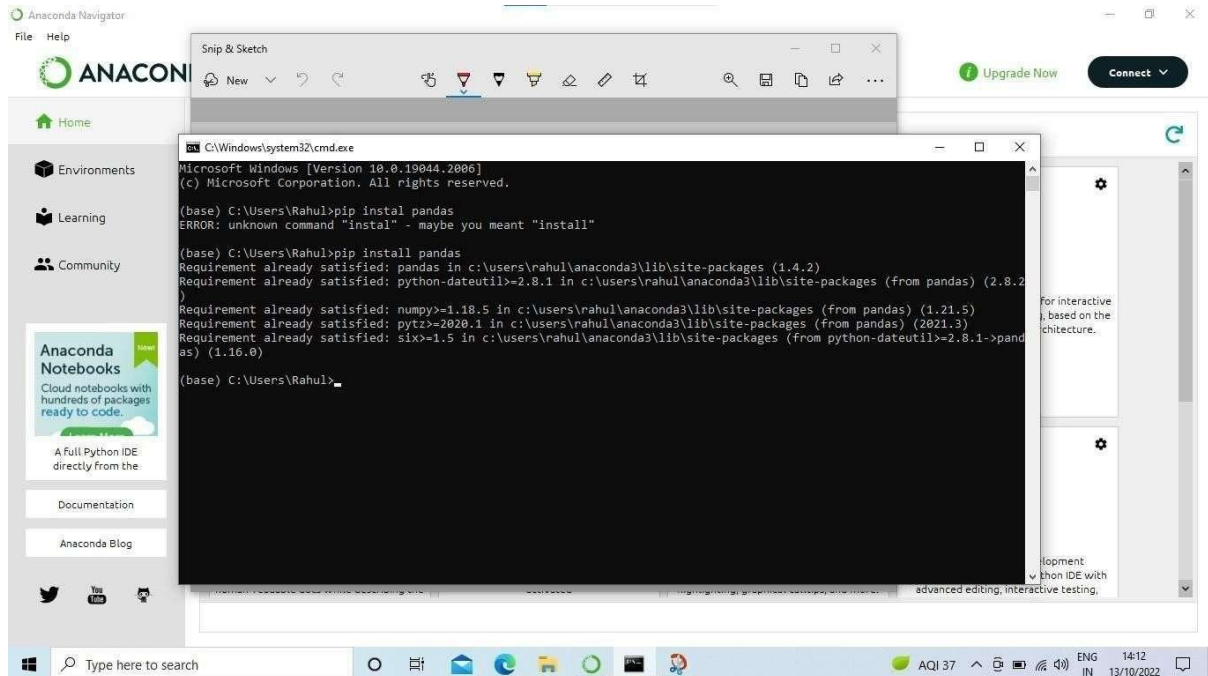 Anaconda Navigator
File Help
ANACON
Upgrade Now
Connect
Snip & Sketch
New
Home
Environments
Learning
Community
C:\Windows\system32\cmd.exe
Microsoft Windows [Version 10.0.19044.2006]
(c) Microsoft Corporation. All rights reserved.
(base) C:\Users\Rahul>pip instal pandas
ERROR: unknown command "instal" - maybe you meant "install"
(base) C:\Users\Rahul>pip install pandas
Requirement already satisfied: pandas in c:\users\rahul\anaconda3\lib\site-packages (1.4.2)
Requirement already satisfied: python-dateutil>=2.8.1 in c:\users\rahul\anaconda3\lib\site-packages (from pandas) (2.8.2
)
Requirement already satisfied: numpy>=1.18.5 in c:\users\rahul\anaconda3\lib\site-packages (from pandas) (1.21.5)
Requirement already satisfied: pytz>=2020.1 in c:\users\rahul\anaconda3\lib\site-packages (from pandas) (2021.3)
Requirement already satisfied: six>=1.5 in c:\users\rahul\anaconda3\lib\site-packages (from python-dateutil>=2.8.1->pand
as) (1.16.0)
(base) C:\Users\Rahul>
for interactive
, based on the
rchitecture.
Anaconda
Notebooks
New!
Cloud notebooks with
hundreds of packages
ready to code.
A full Python IDE
directly from the
Documentation
Anaconda Blog
You
Tube
lopment
thon IDE with
advanced editing, interactive testing,
Type here to search
AQI 37
ENG
IN
14:12
13/10/2022